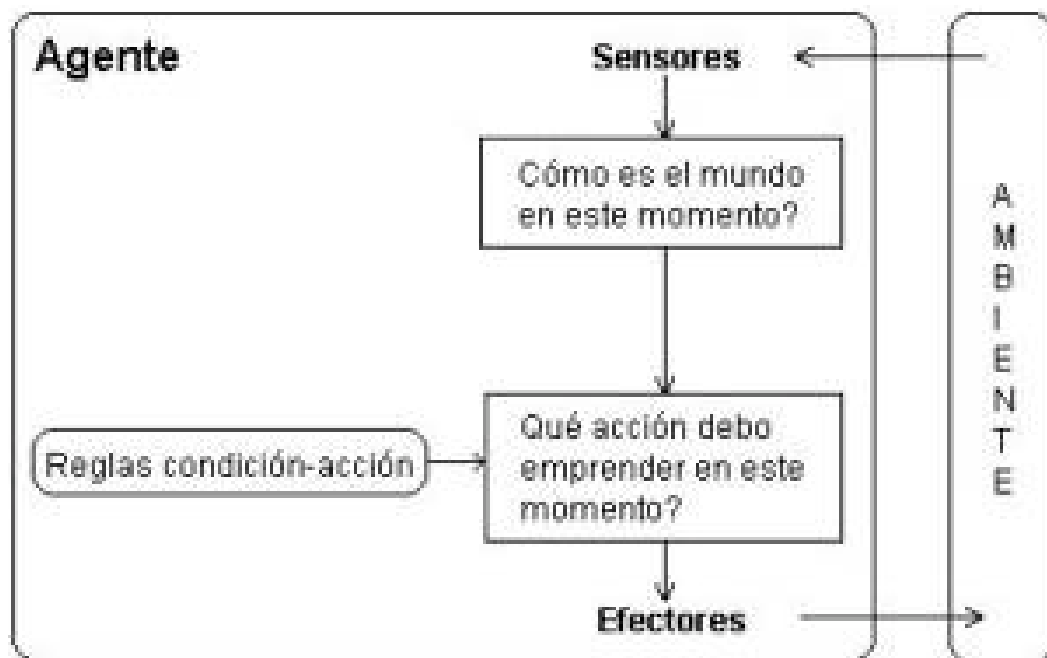 Agente
Sensores
Cómo es el mundo
en este momento?
AMBIENTE
Reglas condición-acción
Qué acción debo
emprender en este
momento?
Efectores